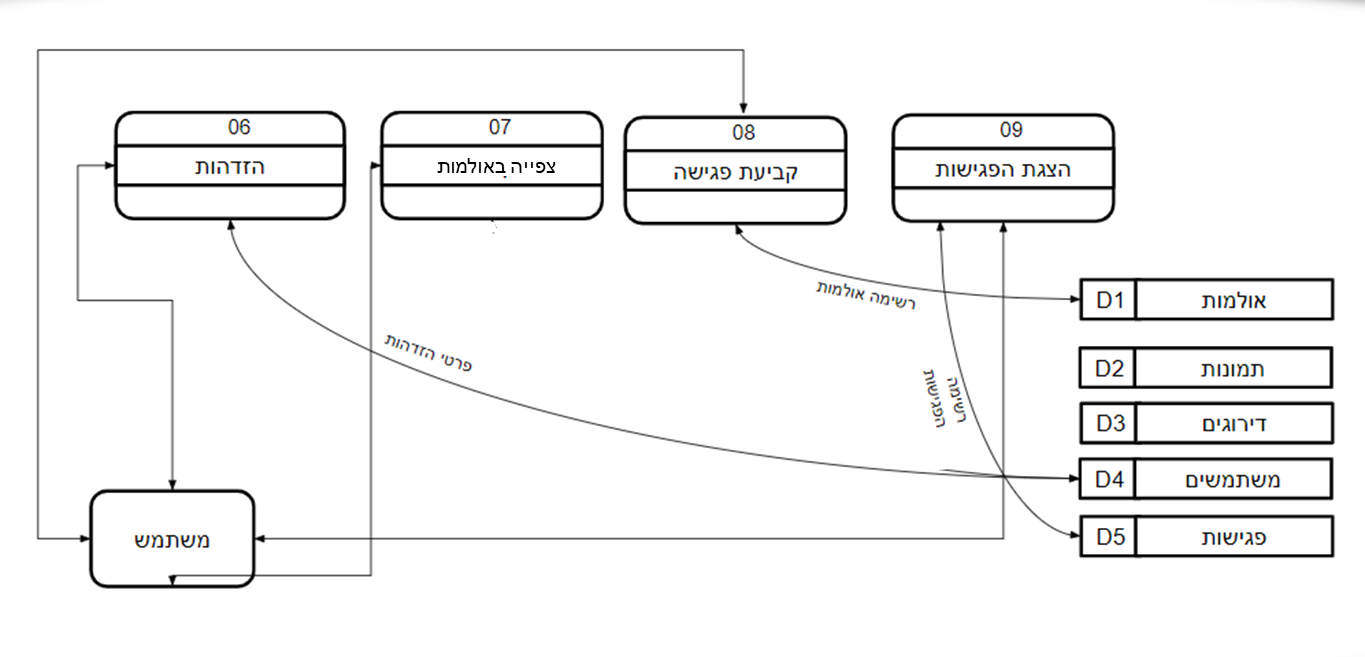 06
הזדהות
07
צפייה באולמות
08
קביעת פגישה
09
הצגת הפגישות
רשימה אולמות
פרטי הזדהות
רשימה
הפגישות
D1 אולמות
D2 תמונות
D3 דירוגים
D4 משתמשים
D5 פגישות
משתמש